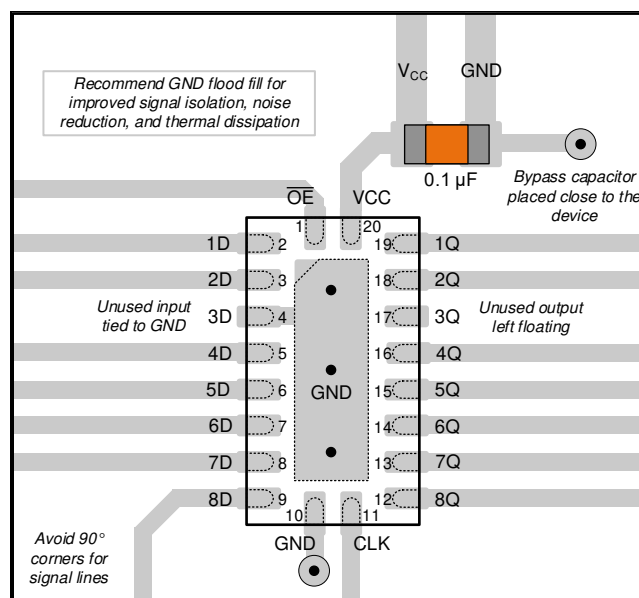 V_CC GND
Recommend GND flood fill for
improved signal isolation, noise
reduction, and thermal dissipation
0.1 µF
Bypass capacitor
placed close to the
device
O̅E̅ VCC
1 20
1D 2 19 1Q
2D 3 18 2Q
Unused input
tied to GND
3D 4 17 3Q
Unused output
left floating
4D 5 16 4Q
5D 6 15 5Q
GND
6D 7 14 6Q
7D 8 13 7Q
8D 9 12 8Q
10 11
GND CLK
Avoid 90°
corners for
signal lines